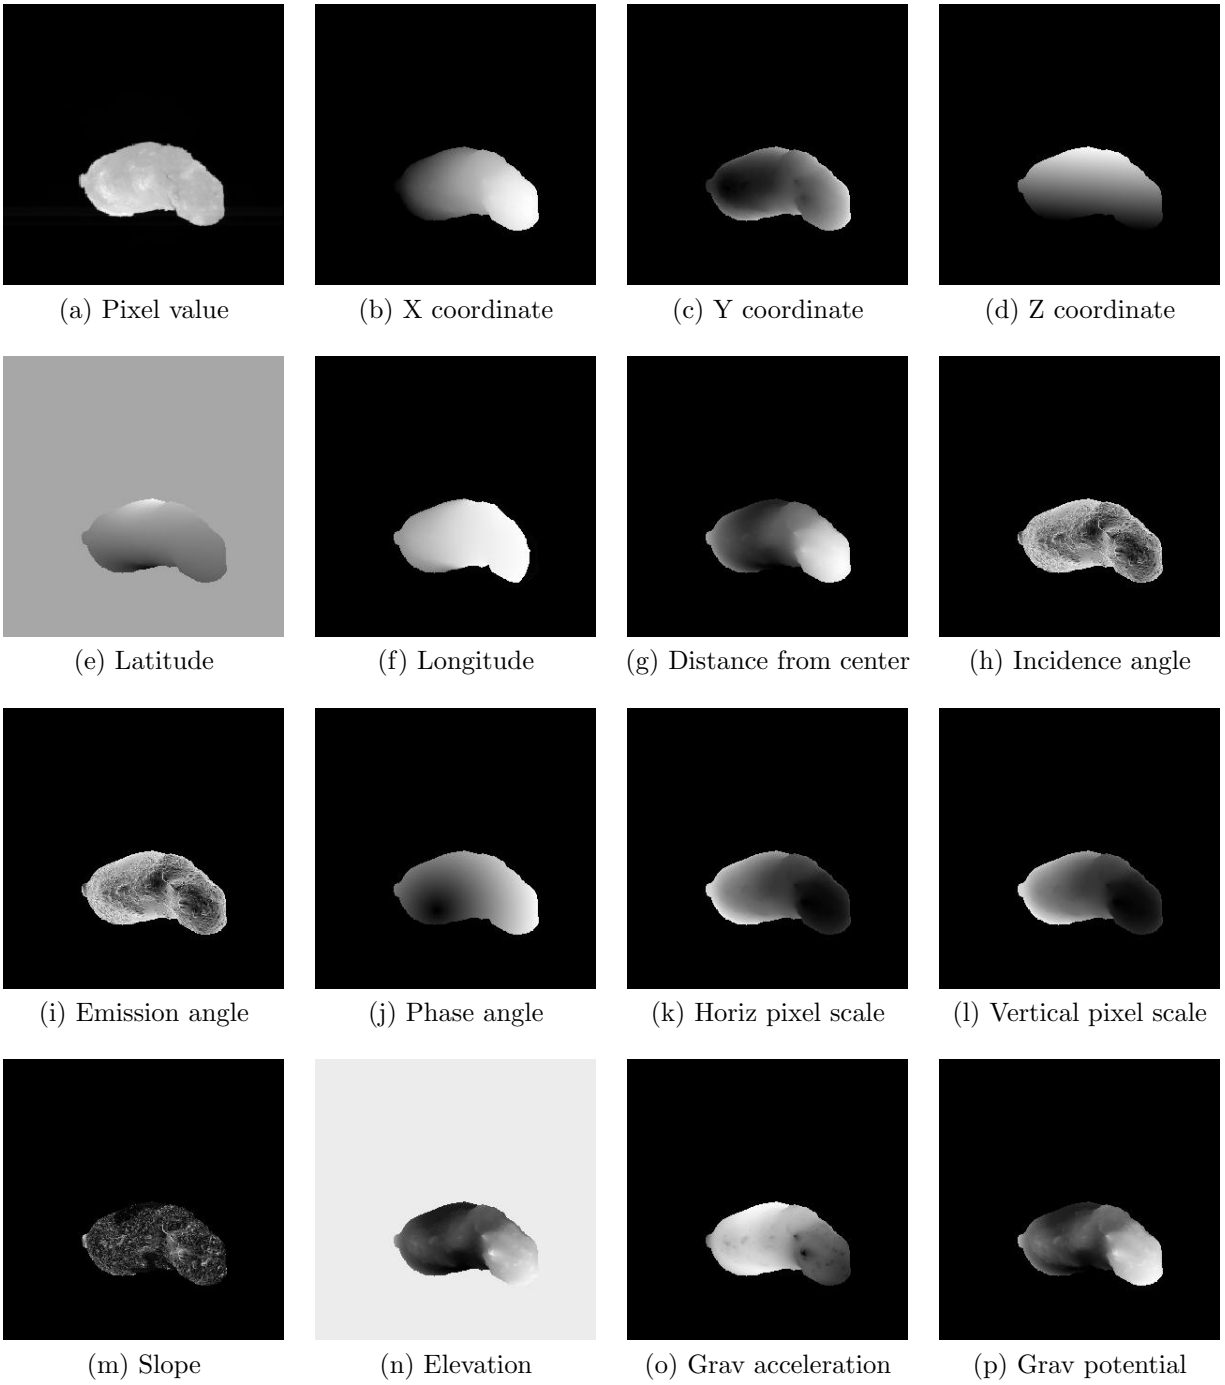 (a) Pixel value
(b) X coordinate
(c) Y coordinate
(d) Z coordinate
(e) Latitude
(f) Longitude
(g) Distance from center
(h) Incidence angle
(i) Emission angle
(j) Phase angle
(k) Horiz pixel scale
(l) Vertical pixel scale
(m) Slope
(n) Elevation
(o) Grav acceleration
(p) Grav potential